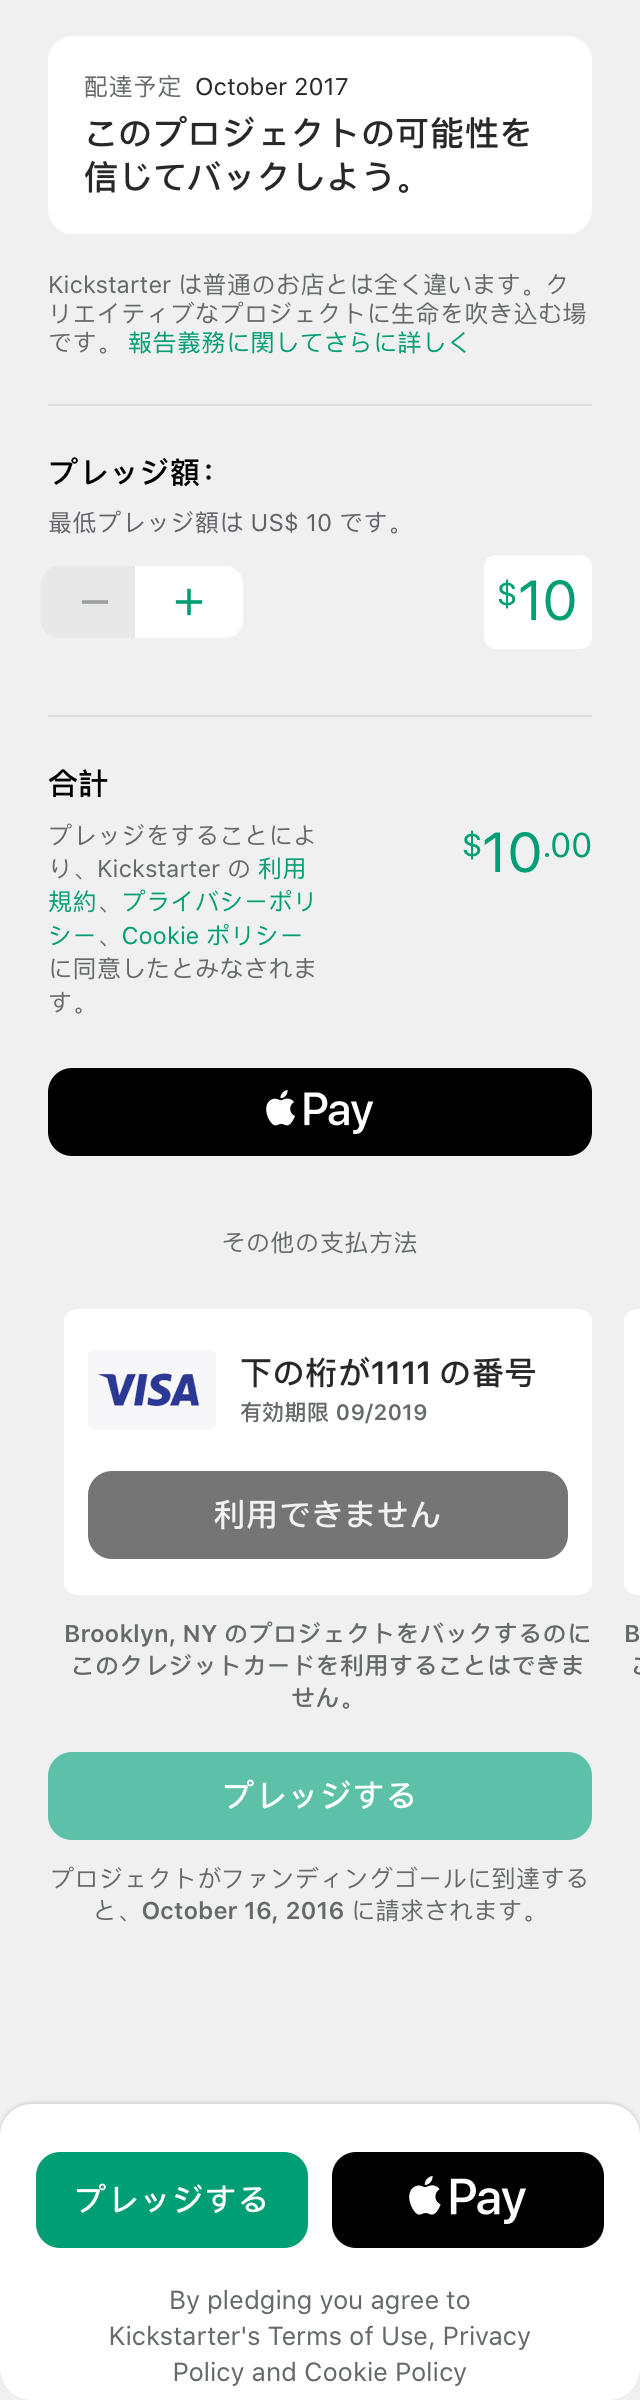 配達予定 October 2017
このプロジェクトの可能性を
信じてバックしよう。
Kickstarter は普通のお店とは全く違います。ク
リエイティブなプロジェクトに生命を吹き込む場
です。 報告義務に関してさらに詳しく
プレッジ額：
最低プレッジ額は US$ 10 です。
− + $10
合計
プレッジをすることによ
り、Kickstarter の 利用
規約、プライバシーポリ
シー、Cookie ポリシー
に同意したとみなされま
す。
$10.00
Pay
その他の支払方法
VISA
下の桁が1111 の番号
有効期限 09/2019
利用できません
Brooklyn, NY のプロジェクトをバックするのに
このクレジットカードを利用することはできま
せん。
B
プレッジする
プロジェクトがファンディングゴールに到達する
と、October 16, 2016 に請求されます。
プレッジする Pay
By pledging you agree to
Kickstarter's Terms of Use, Privacy
Policy and Cookie Policy